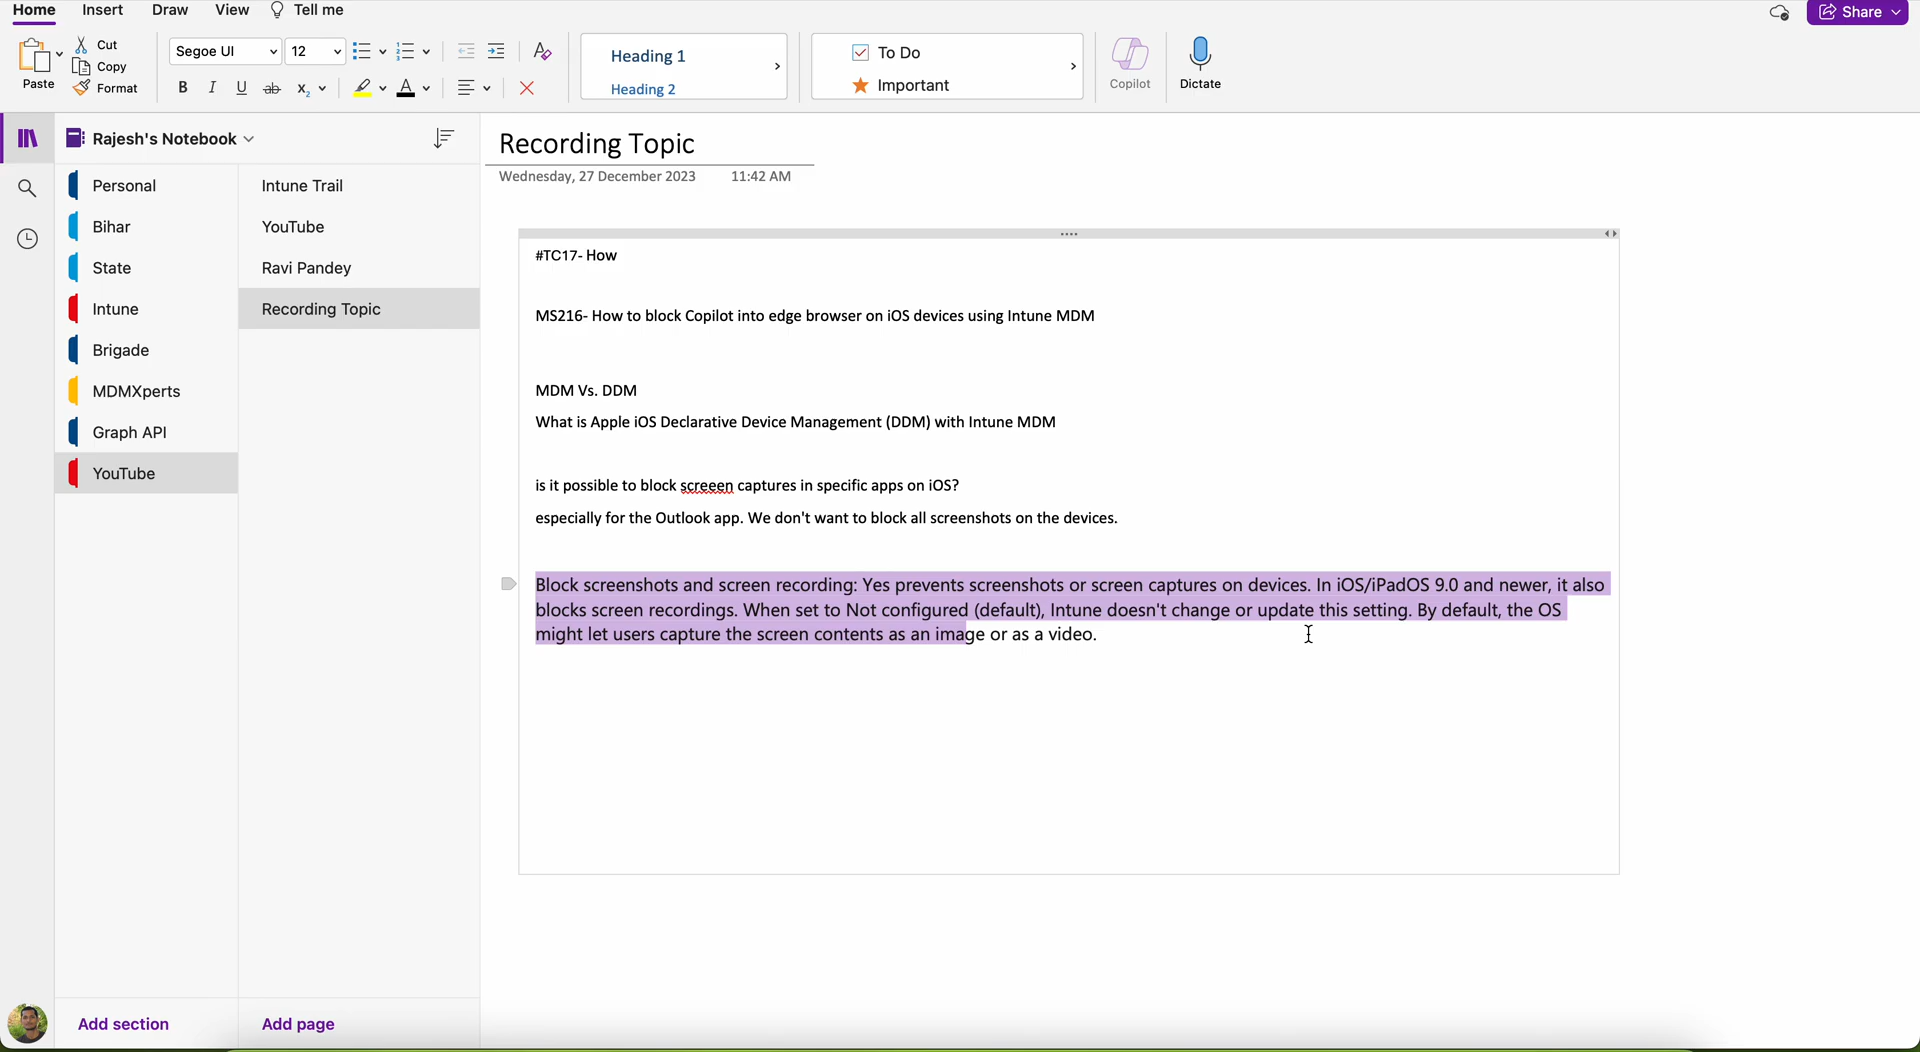 Home Insert Draw View Tell me
Share
Paste
Cut
Copy
Format
Segoe UI 12
B I U ab X2 A
Heading 1
Heading 2
To Do
Important
Copilot
Dictate
Rajesh's Notebook
Personal
Bihar
State
Intune
Brigade
MDMXperts
Graph API
YouTube
Add section
Intune Trail
YouTube
Ravi Pandey
Recording Topic
Add page
Recording Topic
Wednesday, 27 December 2023 11:42 AM
#TC17- How
MS216- How to block Copilot into edge browser on iOS devices using Intune MDM
MDM Vs. DDM
What is Apple iOS Declarative Device Management (DDM) with Intune MDM
is it possible to block screeen captures in specific apps on iOS?
especially for the Outlook app. We don't want to block all screenshots on the devices.
Block screenshots and screen recording: Yes prevents screenshots or screen captures on devices. In iOS/iPadOS 9.0 and newer, it also
blocks screen recordings. When set to Not configured (default), Intune doesn't change or update this setting. By default, the OS
might let users capture the screen contents as an image or as a video.